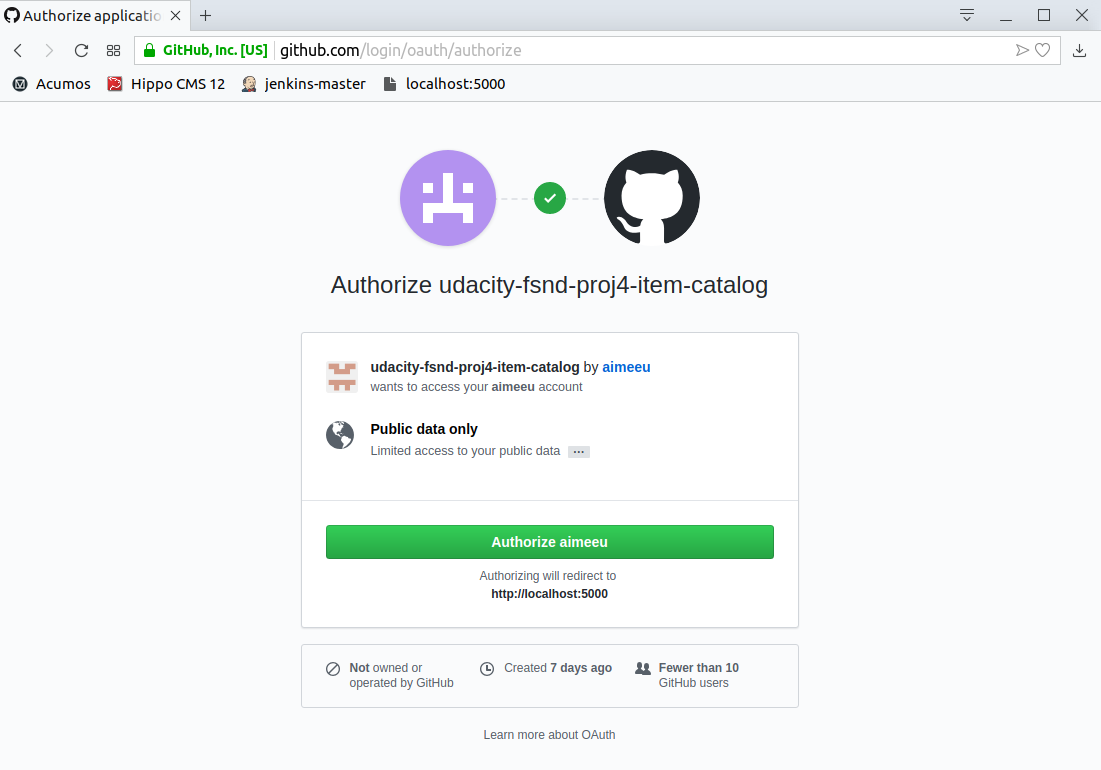 Authorize applicatio
GitHub, Inc. [US] github.com/login/oauth/authorize
Acumos Hippo CMS 12 jenkins-master localhost:5000
Authorize udacity-fsnd-proj4-item-catalog
udacity-fsnd-proj4-item-catalog by aimeeu
wants to access your aimeeu account
Public data only
Limited access to your public data ...
Authorize aimeeu
Authorizing will redirect to
http://localhost:5000
Not owned or
operated by GitHub
Created 7 days ago
Fewer than 10
GitHub users
Learn more about OAuth